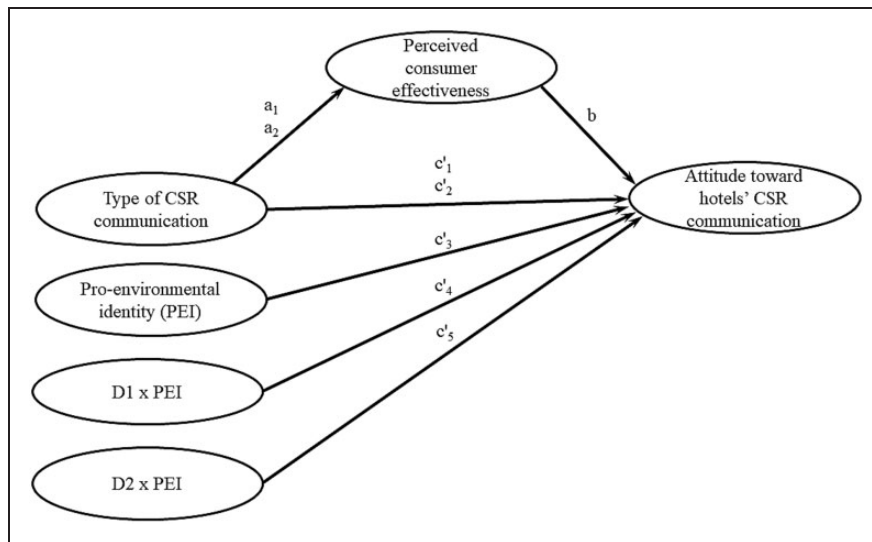 Perceived
consumer
effectiveness
a₁
a₂
b
c'₁
c'₂
Type of CSR
communication
Attitude toward
hotels’ CSR
communication
c'₃
Pro-environmental
identity (PEI)
c'₄
c'₅
D1 x PEI
D2 x PEI